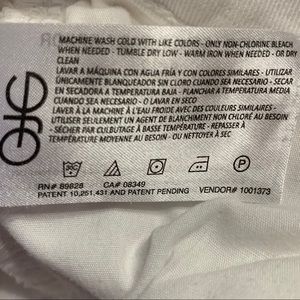 MACHINE WASH COLD WITH LIKE COLORS - ONLY NON-CHLORINE BLEACH
WHEN NEEDED - TUMBLE DRY LOW - WARM IRON WHEN NEEDED - OR DRY
CLEAN
LAVAR A MÁQUINA CON AGUA FRÍA Y CON COLORES SIMILARES - UTILIZAR
ÚNICAMENTE BLANQUEADOR SIN CLORO CUANDO SEA NECESARIO - SECAR
EN SECADORA A TEMPERATURA BAJA - PLANCHAR A TEMPERATURA MEDIA
CUANDO SEA NECESARIO - O LAVAR EN SECO
LAVER À LA MACHINE À L'EAU FROIDE AVEC DES COULEURS SIMILAIRES -
UTILISER SEULEMENT UN AGENT DE BLANCHIMENT NON CHLORÉ AU BESOIN
- SÉCHER PAR CULBUTAGE À BASSE TEMPÉRATURE - REPASSER À
TEMPÉRATURE MOYENNE AU BESOIN - OU NETTOYER À SEC
RN# 89828 CA# 08349
PATENT 10,251,431 AND PATENT PENDING VENDOR# 1001373